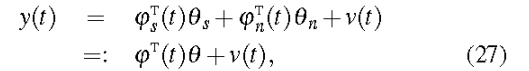 y(t) = φ_s^T(t)θ_s + φ_n^T(t)θ_n + v(t)
=: φ^T(t)θ + v(t), (27)